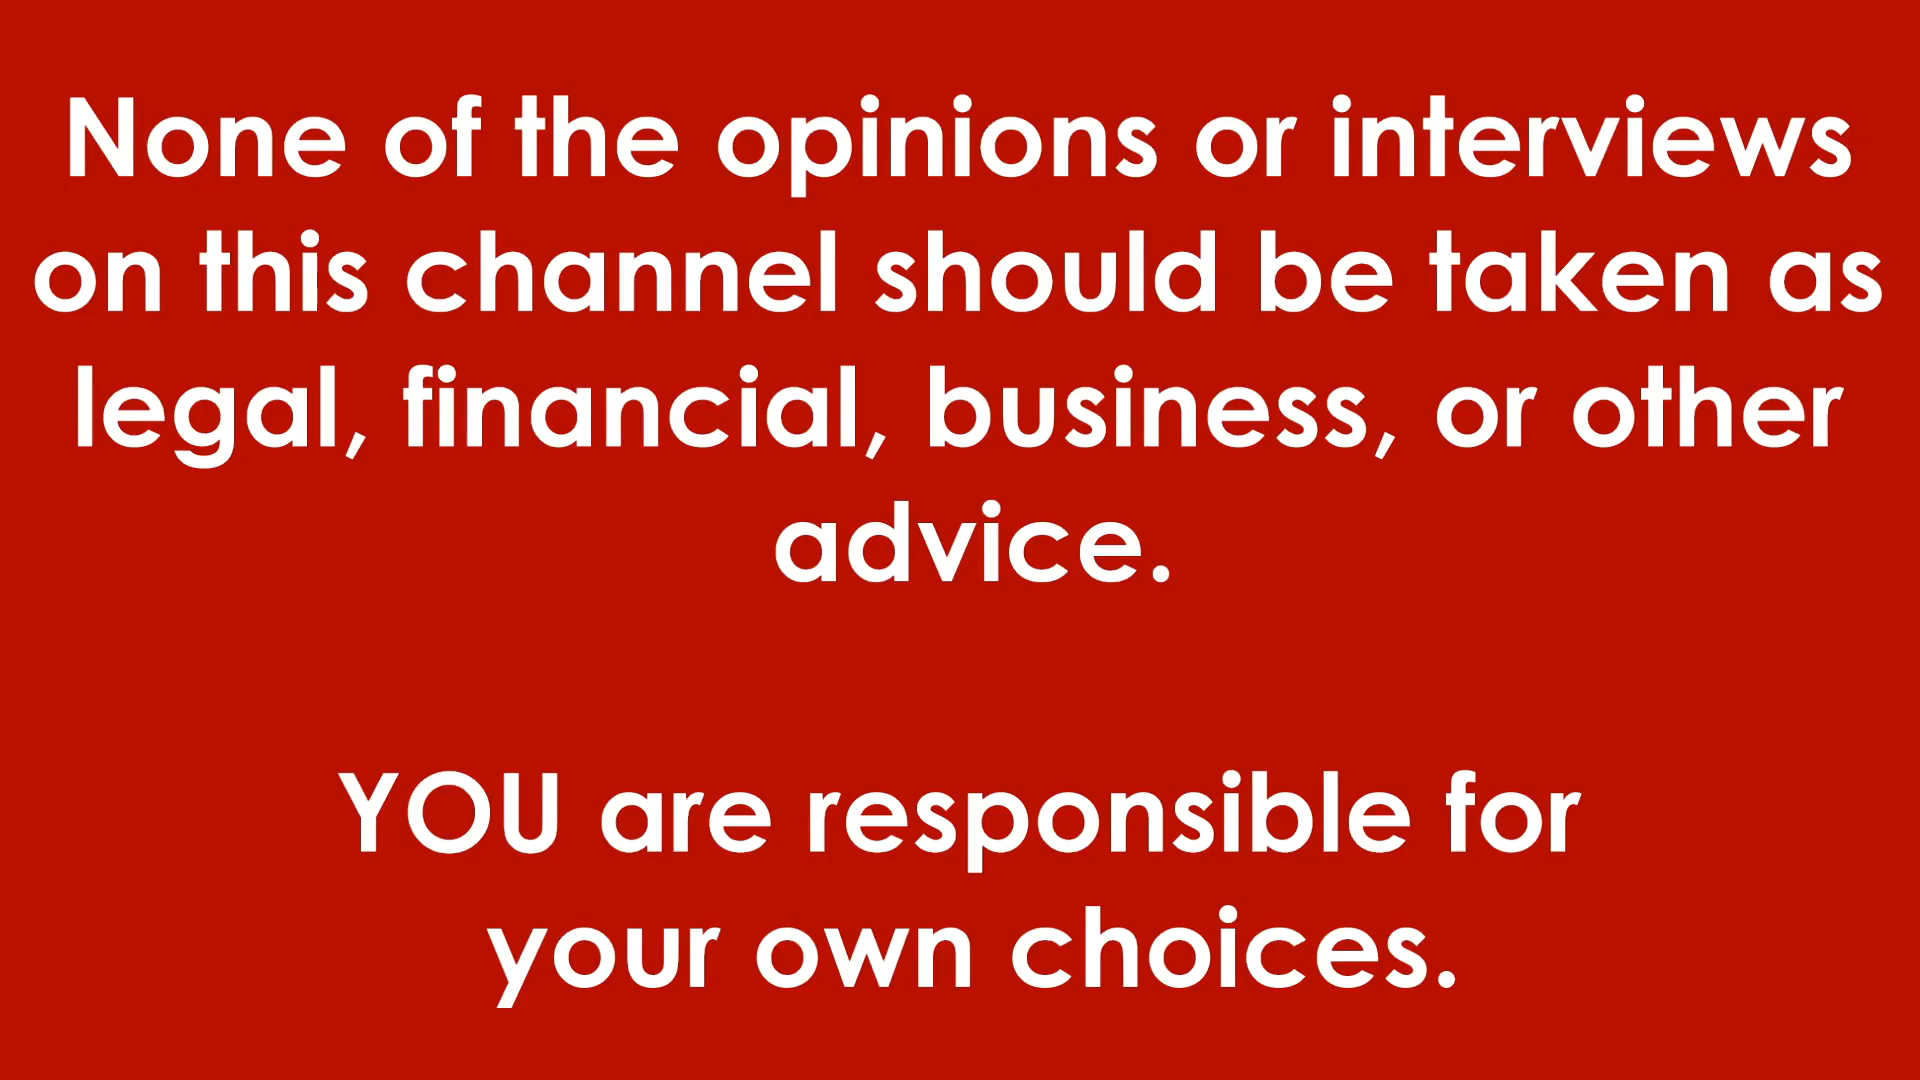 None of the opinions or interviews
on this channel should be taken as
legal, financial, business, or other
advice.
YOU are responsible for
your own choices.